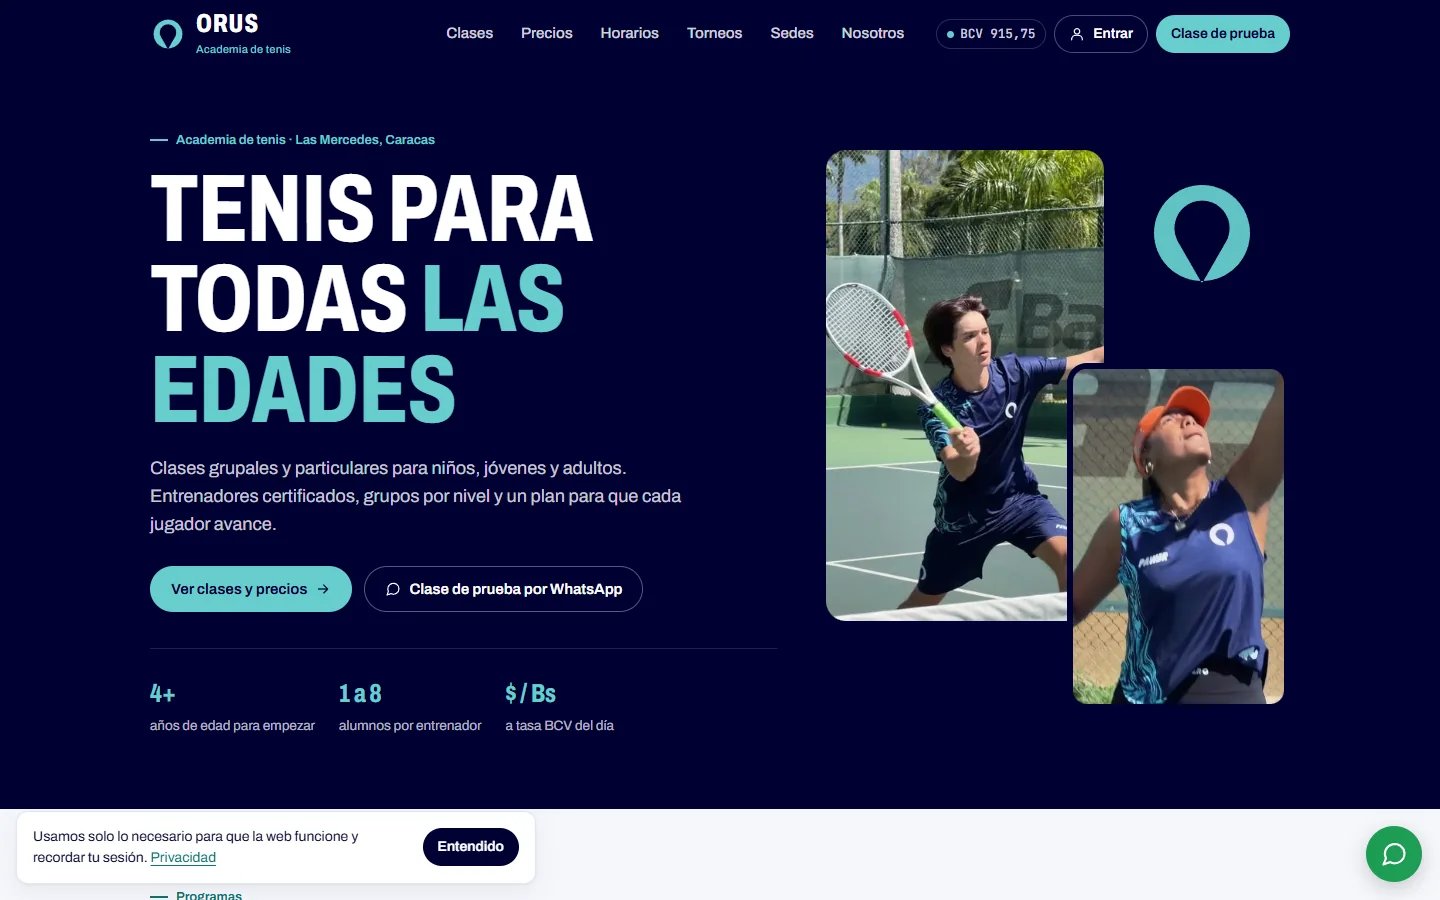 ORUS
Academia de tenis
Clases
Precios
Horarios
Torneos
Sedes
Nosotros
BCV 915,75
Entrar
Clase de prueba
Academia de tenis · Las Mercedes, Caracas
TENIS PARA
TODAS LAS
EDADES
Clases grupales y particulares para niños, jóvenes y adultos.
Entrenadores certificados, grupos por nivel y un plan para que cada
jugador avance.
Ver clases y precios →
Clase de prueba por WhatsApp
4+
años de edad para empezar
1 a 8
alumnos por entrenador
$ / Bs
a tasa BCV del día
Ba
Usamos solo lo necesario para que la web funcione y
recordar tu sesión. Privacidad
Entendido
Programas